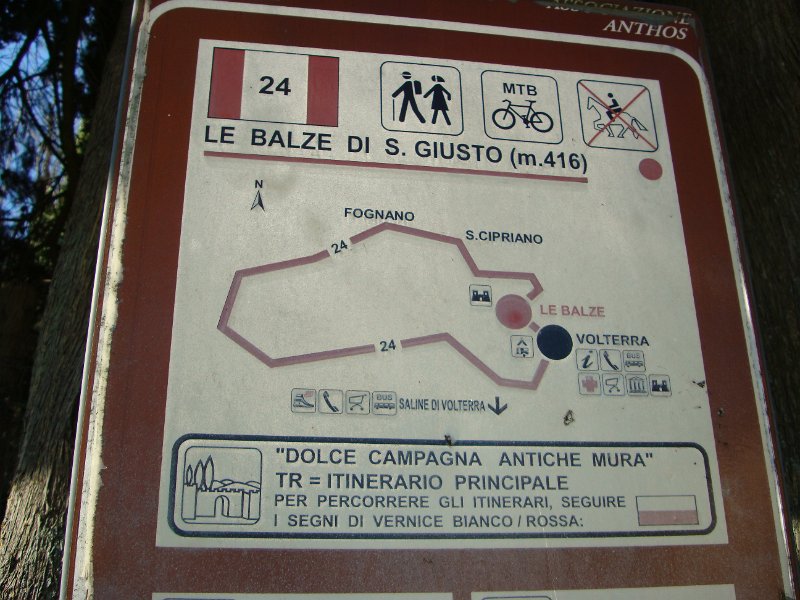 ASSOCIAZIONE
ANTHOS
24
MTB
LE BALZE DI S. GIUSTO (m.416)
N
FOGNANO
24
S.CIPRIANO
LE BALZE
VOLTERRA
24
i
BUS
BUS
SALINE DI VOLTERRA
"DOLCE CAMPAGNA ANTICHE MURA"
TR = ITINERARIO PRINCIPALE
PER PERCORRERE GLI ITINERARI, SEGUIRE
I SEGNI DI VERNICE BIANCO / ROSSA: